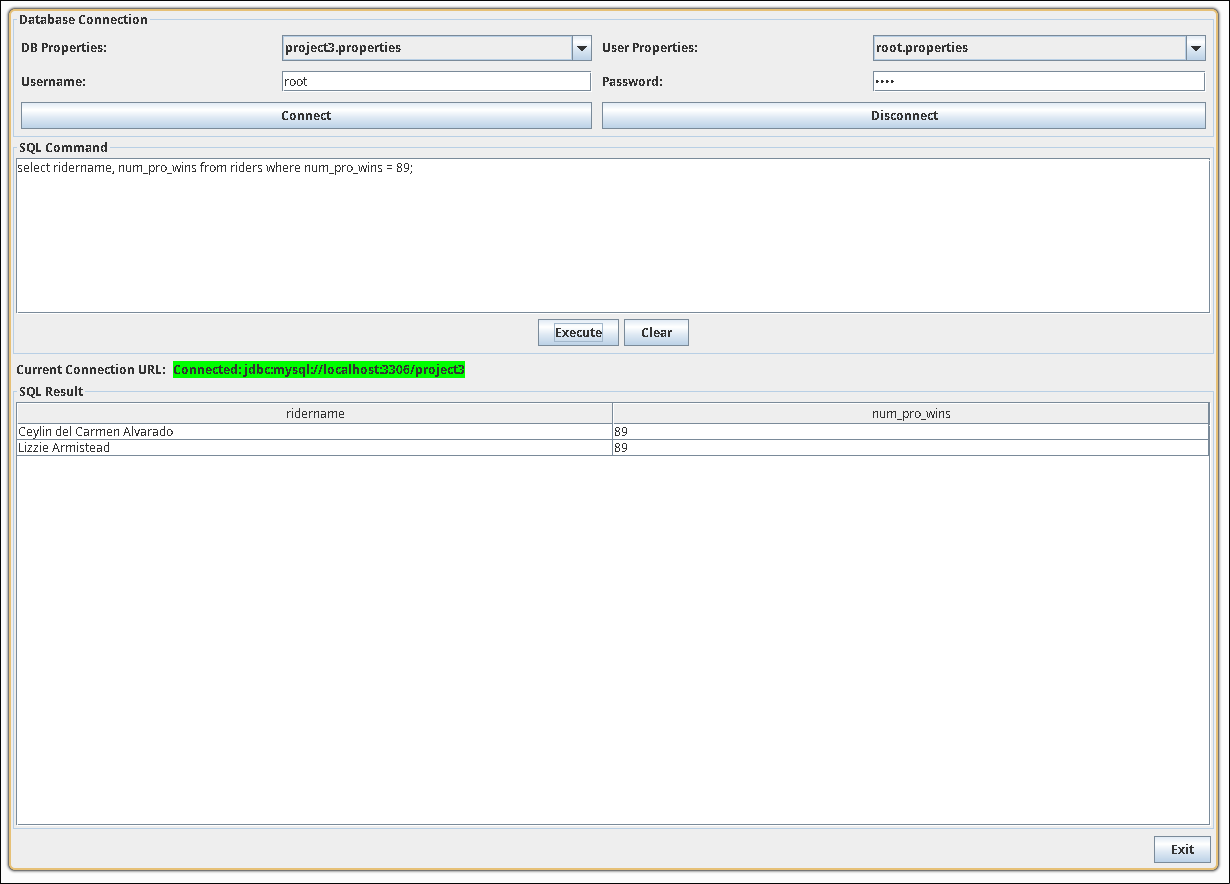 Database Connection
DB Properties: project3.properties User Properties: root.properties
Username: root Password: ••••
Connect Disconnect
SQL Command
select ridername, num_pro_wins from riders where num_pro_wins = 89;
Execute Clear
Current Connection URL: Connected: jdbc:mysql://localhost:3306/project3
SQL Result
ridername num_pro_wins
Ceylin del Carmen Alvarado 89
Lizzie Armistead 89
Exit